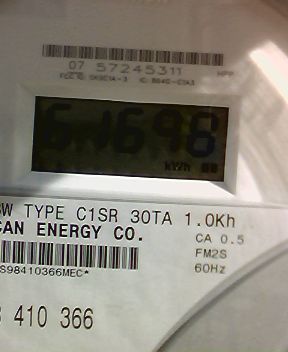 07 57245311
kWh
SW TYPE C1SR 30TA 1.0Kh
CAN ENERGY CO.
CA 0.5
FM2S
60Hz
S98410366MEC*
410 366